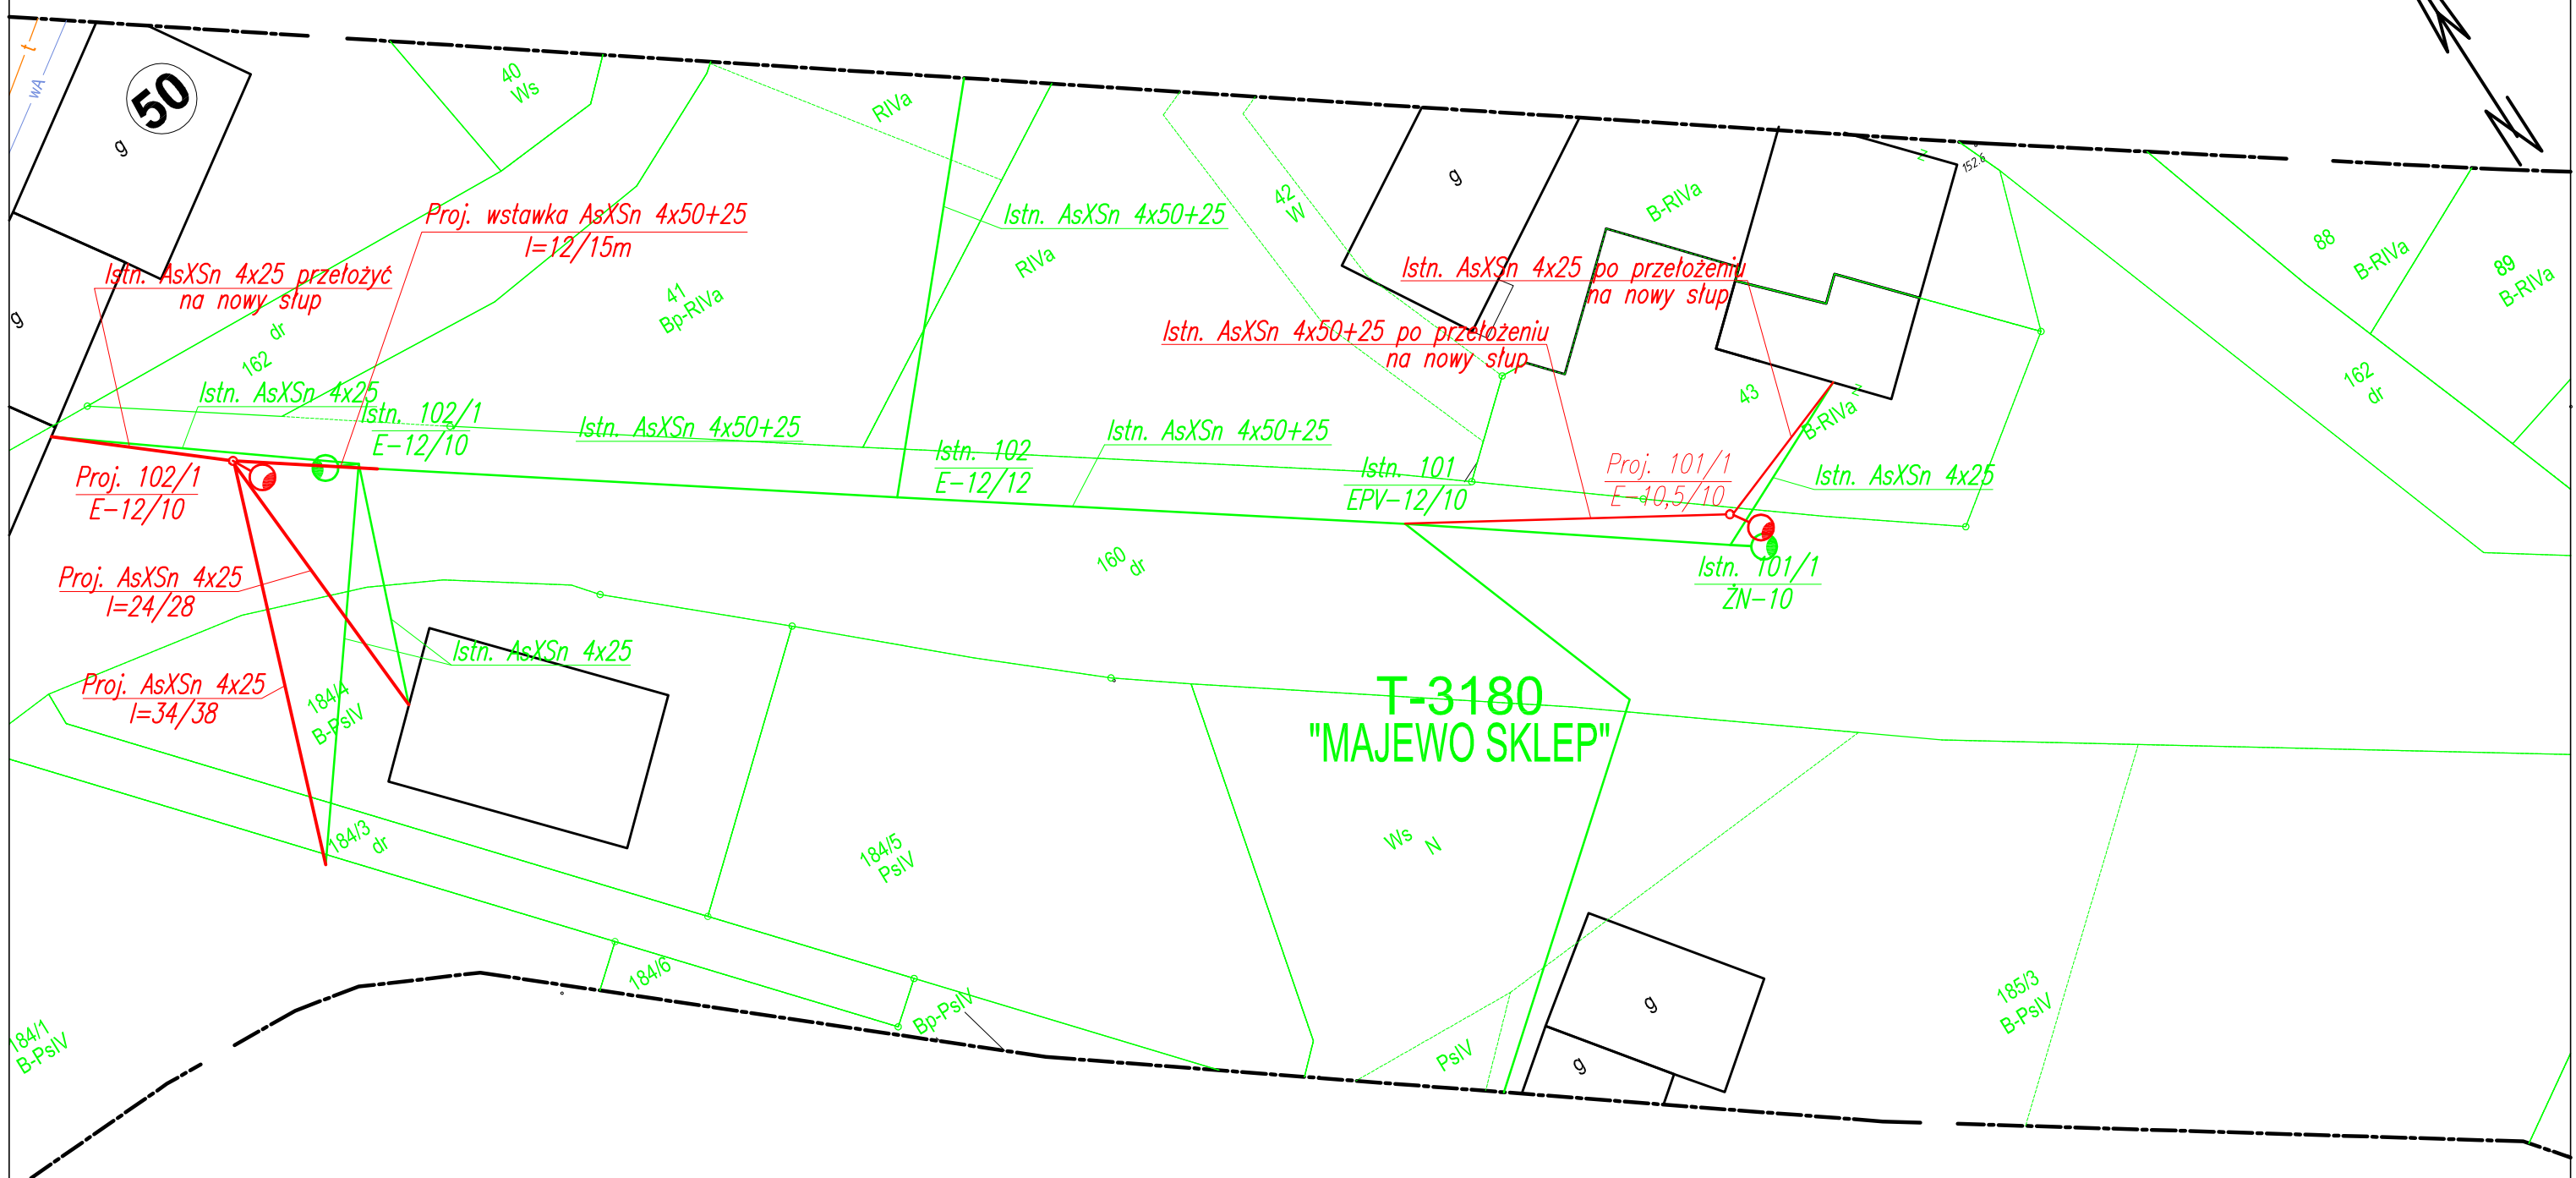 t
wA
50
g
g
40
Ws
RIVa
Proj. wstawka AsXSn 4x50+25
l=12/15m
Istn. AsXSn 4x50+25
RIVa
42
W
g
B-RIVa
z
152.6
88
B-RIVa
89
B-RIVa
Istn. AsXSn 4x25 przełożyć
na nowy słup
41
Bp-RIVa
Istn. AsXSn 4x25 po przełożeniu
na nowy słup
Istn. AsXSn 4x50+25 po przełożeniu
na nowy słup
162
dr
162
dr
Istn. AsXSn 4x25
Istn. 102/1
E-12/10
Istn. AsXSn 4x50+25
Istn. 102
E-12/12
Istn. AsXSn 4x50+25
Istn. 101
EPV-12/10
43
B-RIVa
z
Proj. 101/1
E-10,5/10
Istn. AsXSn 4x25
Proj. 102/1
E-12/10
160
dr
Istn. 101/1
ŻN-10
Proj. AsXSn 4x25
l=24/28
Istn. AsXSn 4x25
Proj. AsXSn 4x25
l=34/38
184/4
B-PsIV
T-3180
"MAJEWO SKLEP"
184/3
dr
184/5
PsIV
Ws
N
184/6
Bp-PsIV
184/1
B-PsIV
PsIV
g
g
185/3
B-PsIV